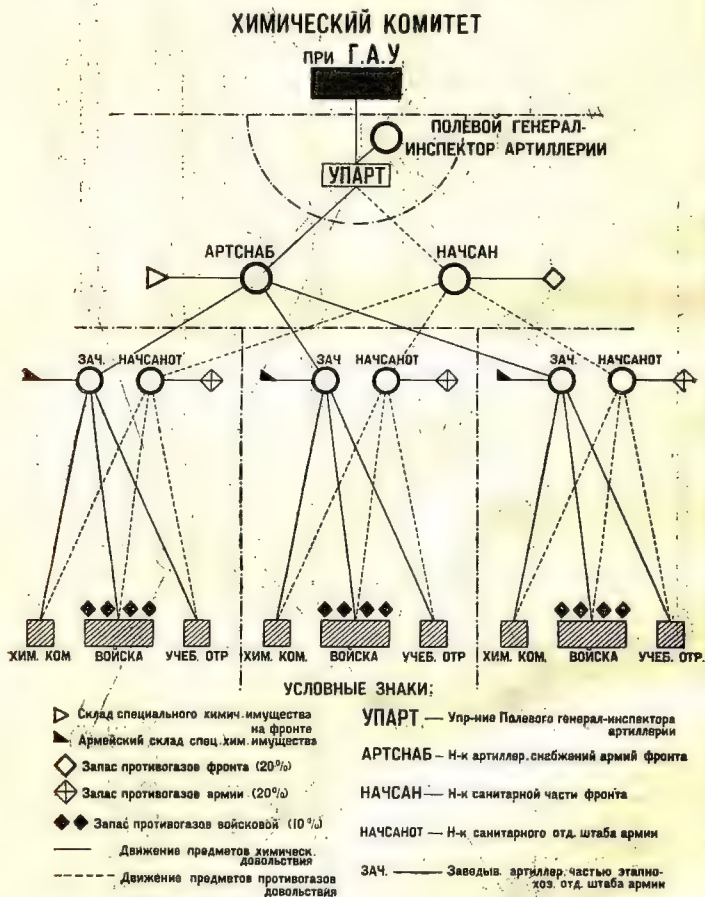 ХИМИЧЕСКИЙ КОМИТЕТ
ПРИ Г.А.У
ПОЛЕВОЙ ГЕНЕРАЛ-
ИНСПЕКТОР АРТИЛЛЕРИИ
УПАРТ
АРТСНАБ
НАЧСАН
ЗАЧ. НАЧСАНОТ
ЗАЧ НАЧСАНОТ
ЗАЧ. НАЧСАНОТ
ХИМ. КОМ ВОЙСКА УЧЕБ. ОТР
ХИМ. КОМ. ВОЙСКА УЧЕБ. ОТР
ХИМ. КОМ. ВОЙСКА УЧЕБ. ОТР.
УСЛОВНЫЕ ЗНАКИ:
Склад специального химич. имущества
на фронте
Армейский склад спец. хим. имущества
Запас противогазов фронта (20%)
Запас противогазов армии (20%)
Запас противогазов войсковой (10%)
Движение предметов химическ.
довольствия
Движение предметов противогазов
довольствия
УПАРТ — Упр-ние Полевого генерал-инспектора
артиллерии
АРТСНАБ — Н-к артиллер. снабжений армий фронта
НАЧСАН — Н-к санитарной части фронта
НАЧСАНОТ — Н-к санитарного отд. штаба армии
ЗАЧ. — Заведыв. артиллер. частью этапно-
хоз. отд. штаба армии